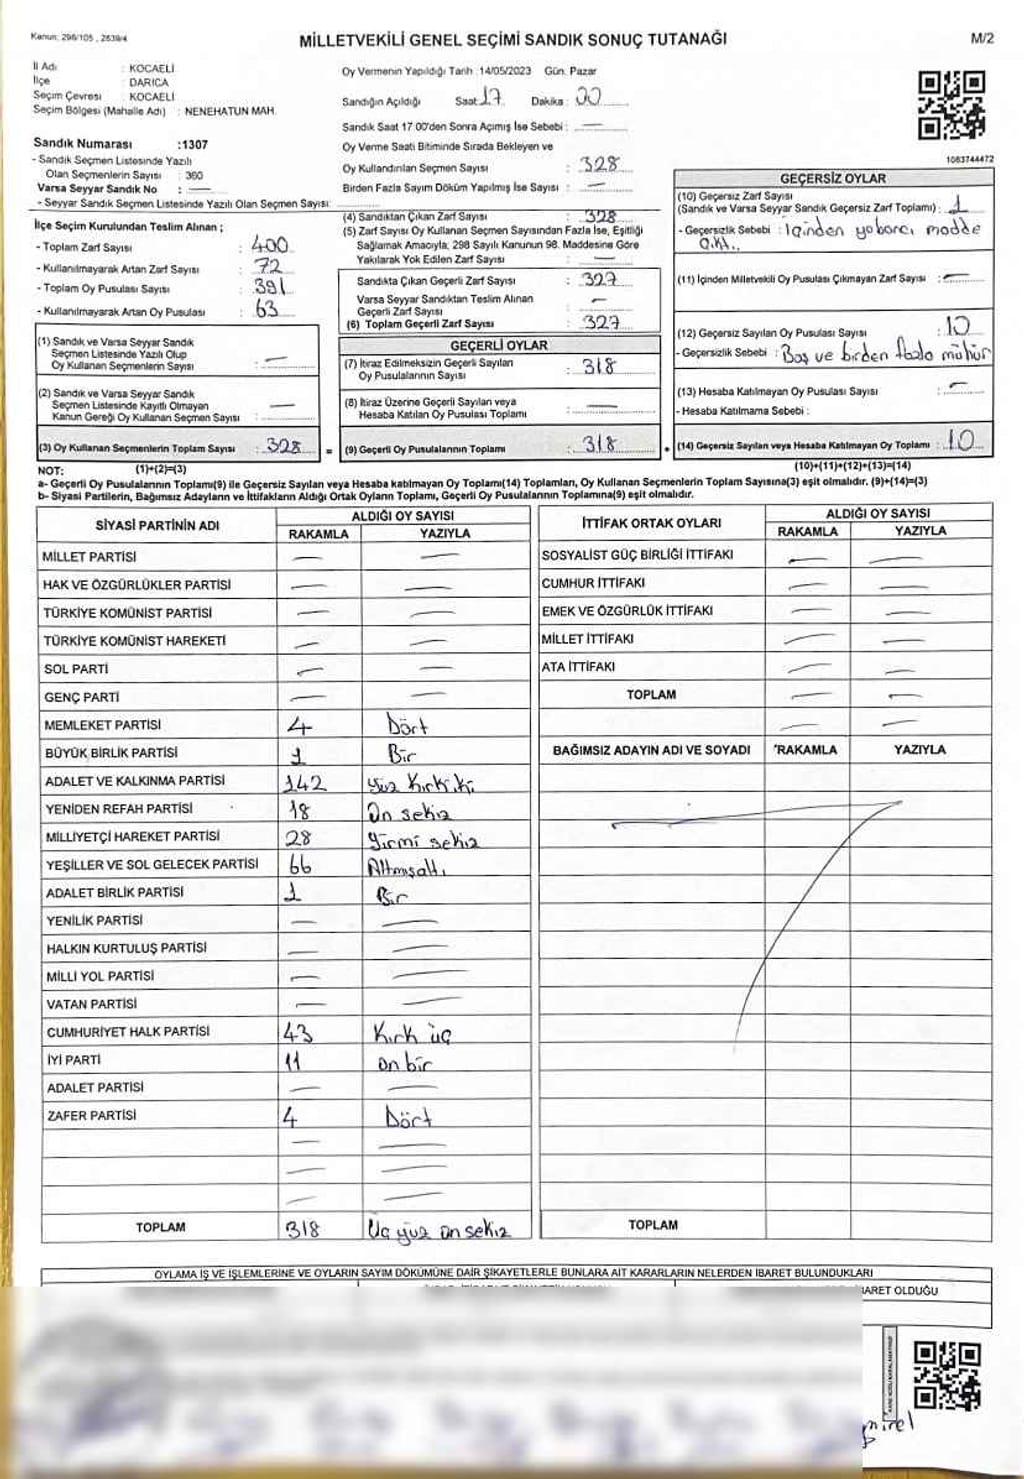 Kanun: 298/105 , 2839/4
MİLLETVEKİLİ GENEL SEÇİMİ SANDIK SONUÇ TUTANAĞI
M/2
İl Adı : KOCAELİ
İlçe : DARICA
Seçim Çevresi : KOCAELİ
Seçim Bölgesi (Mahalle Adı) : NENEHATUN MAH.
Oy Vermenin Yapıldığı Tarih :14/05/2023 Gün. Pazar
Sandığın Açıldığı Saat 17 Dakika : 00
Sandık Saat 17 00'den Sonra Açımış İse Sebebi : —
Sandık Numarası :1307
- Sandık Seçmen Listesinde Yazılı
Olan Seçmenlerin Sayısı : 360
Varsa Seyyar Sandık No : —
- Seyyar Sandık Seçmen Listesinde Yazılı Olan Seçmen Sayısı:
Oy Verme Saati Bitiminde Sırada Bekleyen ve
Oy Kullandırılan Seçmen Sayısı : 328
Birden Fazla Sayım Döküm Yapılmış İse Sayısı : —
1083744472
İlçe Seçim Kurulundan Teslim Alınan ;
- Toplam Zarf Sayısı : 400
- Kullanılmayarak Artan Zarf Sayısı : 72
- Toplam Oy Pusulası Sayısı : 391
- Kullanılmayarak Artan Oy Pusulası : 63
(4) Sandıktan Çıkan Zarf Sayısı : 328
(5) Zarf Sayısı Oy Kullanan Seçmen Sayısından Fazla İse, Eşitliği
Sağlamak Amacıyla; 298 Sayılı Kanunun 98. Maddesine Göre
Yakılarak Yok Edilen Zarf Sayısı : —
Sandıkta Çıkan Geçerli Zarf Sayısı : 327
Varsa Seyyar Sandıktan Teslim Alınan
Geçerli Zarf Sayısı : —
(6) Toplam Geçerli Zarf Sayısı : 327
GEÇERSİZ OYLAR
(10) Geçersiz Zarf Sayısı
(Sandık ve Varsa Seyyar Sandık Geçersiz Zarf Toplamı) : 1
- Geçersizlik Sebebi : İçinden yabancı madde
çıktı..
(11) İçinden Milletvekili Oy Pusulası Çıkmayan Zarf Sayısı : —
(12) Geçersiz Sayılan Oy Pusulası Sayısı : 10
- Geçersizlik Sebebi : Boş ve birden fazla mühür
(13) Hesaba Katılmayan Oy Pusulası Sayısı : —
- Hesaba Katılmama Sebebi :
(14) Geçersiz Sayılan veya Hesaba Katılmayan Oy Toplamı : 10
(10)+(11)+(12)+(13)=(14)
(1) Sandık ve Varsa Seyyar Sandık
Seçmen Listesinde Yazılı Olup
Oy Kullanan Seçmenlerin Sayısı : —
(2) Sandık ve Varsa Seyyar Sandık
Seçmen Listesinde Kayıtlı Olmayan
Kanun Gereği Oy Kullanan Seçmen Sayısı : —
(3) Oy Kullanan Seçmenlerin Toplam Sayısı : 328 =
(1)+(2)=(3)
GEÇERLİ OYLAR
(7) İtiraz Edilmeksizin Geçerli Sayılan
Oy Pusulalarının Sayısı : 318
(8) İtiraz Üzerine Geçerli Sayılan veya
Hesaba Katılan Oy Pusulası Toplamı : —
(9) Geçerli Oy Pusulalarının Toplamı : 318 +
NOT:
a- Geçerli Oy Pusulalarının Toplamı(9) ile Geçersiz Sayılan veya Hesaba katılmayan Oy Toplamı(14) Toplamları, Oy Kullanan Seçmenlerin Toplam Sayısına(3) eşit olmalıdır. (9)+(14)=(3)
b- Siyasi Partilerin, Bağımsız Adayların ve İttifakların Aldığı Ortak Oyların Toplamı, Geçerli Oy Pusulalarının Toplamına(9) eşit olmalıdır.
SİYASİ PARTİNİN ADI ALDIĞI OY SAYISI
RAKAMLA YAZIYLA
MİLLET PARTİSİ — —
HAK VE ÖZGÜRLÜKLER PARTİSİ — —
TÜRKİYE KOMÜNİST PARTİSİ — —
TÜRKİYE KOMÜNİST HAREKETİ — —
SOL PARTİ — —
GENÇ PARTİ — —
MEMLEKET PARTİSİ 4 Dört
BÜYÜK BİRLİK PARTİSİ 1 Bir
ADALET VE KALKINMA PARTİSİ 142 Yüz Kırk iki
YENİDEN REFAH PARTİSİ 18 On sekiz
MİLLİYETÇİ HAREKET PARTİSİ 28 Yirmi sekiz
YEŞİLLER VE SOL GELECEK PARTİSİ 66 Altmışaltı
ADALET BİRLİK PARTİSİ 1 Bir
YENİLİK PARTİSİ — —
HALKIN KURTULUŞ PARTİSİ — —
MİLLİ YOL PARTİSİ — —
VATAN PARTİSİ — —
CUMHURİYET HALK PARTİSİ 43 Kırk üç
İYİ PARTİ 11 on bir
ADALET PARTİSİ — —
ZAFER PARTİSİ 4 Dört
— —
— —
— —
TOPLAM 318 Üç yüz on sekiz
İTTİFAK ORTAK OYLARI ALDIĞI OY SAYISI
RAKAMLA YAZIYLA
SOSYALİST GÜÇ BİRLİĞİ İTTİFAKI — —
CUMHUR İTTİFAKI — —
EMEK VE ÖZGÜRLÜK İTTİFAKI — —
MİLLET İTTİFAKI — —
ATA İTTİFAKI — —
TOPLAM — —
— —
BAĞIMSIZ ADAYIN ADI VE SOYADI RAKAMLA YAZIYLA
TOPLAM
OYLAMA İŞ VE İŞLEMLERİNE VE OYLARIN SAYIM DÖKÜMÜNE DAİR ŞİKAYETLERLE BUNLARA AİT KARARLARIN NELERDEN İBARET BULUNDUKLARI
BARET OLDUĞU